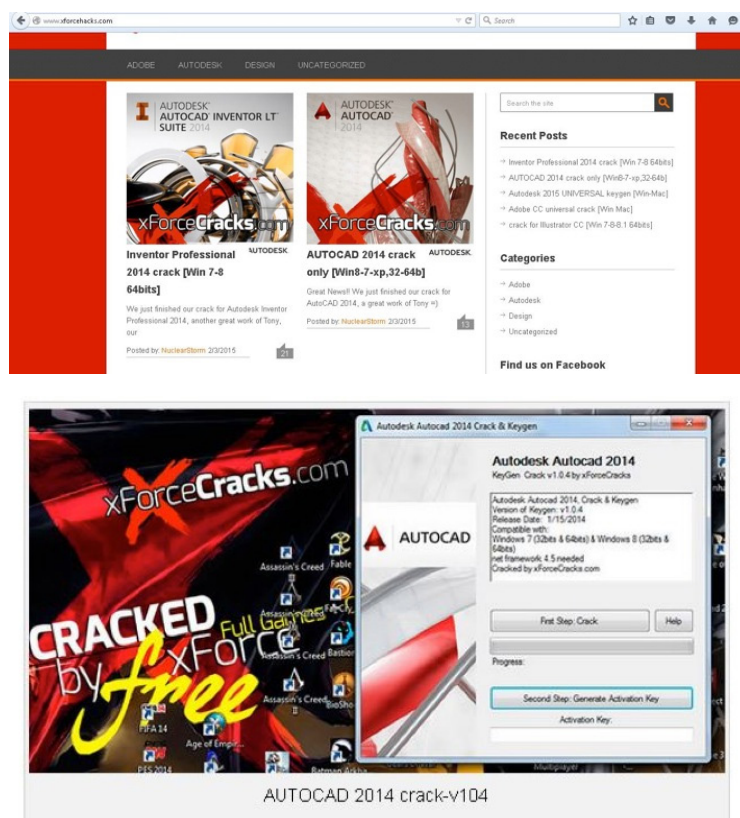 www.xforcehacks.com
Search
ADOBE AUTODESK DESIGN UNCATEGORIZED
AUTODESK®
AUTOCAD® INVENTOR LT™
SUITE 2014
xForceCracks.com
AUTODESK.
Inventor Professional
2014 crack [Win 7-8
64bits]
We just finished our crack for Autodesk Inventor
Professional 2014, another great work of Tony,
our
Posted by: NuclearStorm 2/3/2015
21
AUTODESK®
AUTOCAD®
2014
xForceCracks.com
AUTODESK.
AUTOCAD 2014 crack
only [Win8-7-xp,32-64b]
Great News!! We just finished our crack for
AutoCAD 2014, a great work of Tony =)
Posted by: NuclearStorm 2/3/2015
13
Search the site
Recent Posts
Inventor Professional 2014 crack [Win 7-8 64bits]
AUTOCAD 2014 crack only [Win8-7-xp,32-64b]
Autodesk 2015 UNIVERSAL keygen [Win-Mac]
Adobe CC universal crack [Win Mac]
crack for Illustrator CC [Win 7-8-8.1 64bits]
Categories
Adobe
Autodesk
Design
Uncategorized
Find us on Facebook
xForceCracks.com
CRACKED
by xForce
free
Full Games
Assassin's Creed
Fable
Assassin's Creed
II
FarCry
Assassin's Creed
Bastion
Assassin's Creed
II
BioSho
FIFA 14
Age of Empir...
PES 2014
Batman Arkha
Multiplayer
Autodesk Autocad 2014 Crack & Keygen
AUTOCAD
Autodesk Autocad 2014
KeyGen Crack v1.0.4 by xForceCracks
Autodesk Autocad 2014, Crack & Keygen
Version of Keygen: v1.0.4
Release Date: 1/15/2014
Compatible with:
Windows 7 (32bits & 64bits) & Windows 8 (32bits &
64bits)
net framework 4.5 needed
Cracked by xForceCracks.com
First Step: Crack
Help
Progress:
Second Step: Generate Activation Key
Activation Key:
AUTOCAD 2014 crack-v104